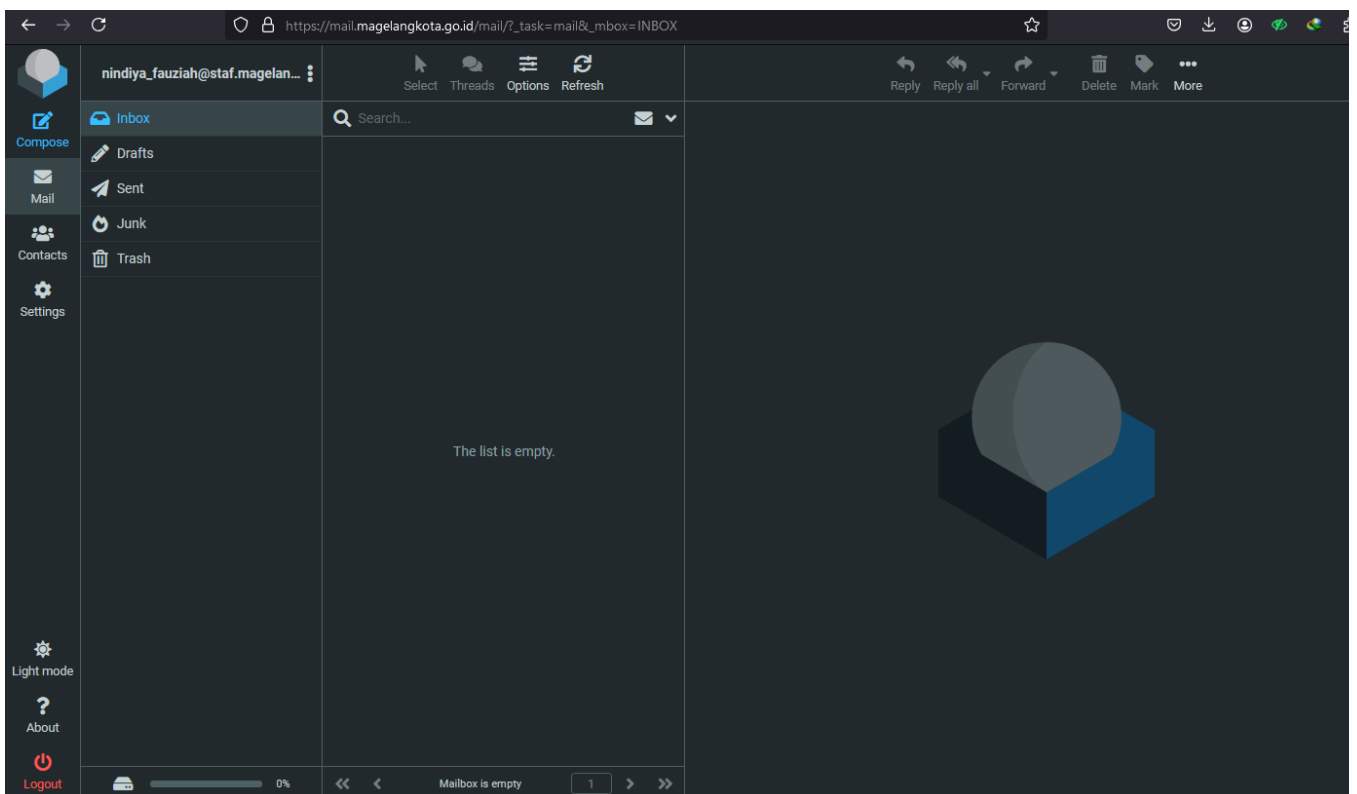 https://mail.magelangkota.go.id/mail/?_task=mail&_mbox=INBOX
nindiya_fauziah@staf.magelan...
Select Threads Options Refresh
Reply Reply all Forward Delete Mark More
Compose
Mail
Contacts
Settings
Inbox
Drafts
Sent
Junk
Trash
Search...
The list is empty.
Light mode
About
Logout
0%
Mailbox is empty
1